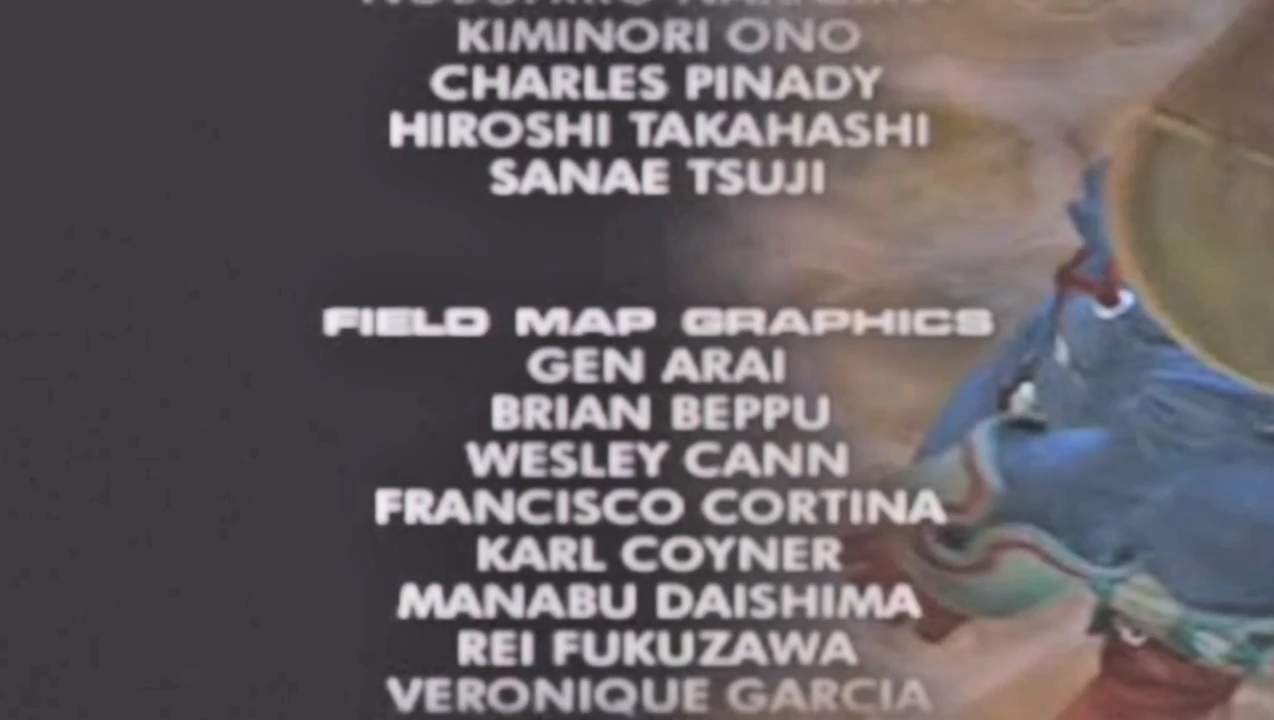 KIMINORI ONO
CHARLES PINADY
HIROSHI TAKAHASHI
SANAE TSUJI
FIELD MAP GRAPHICS
GEN ARAI
BRIAN BEPPU
WESLEY CANN
FRANCISCO CORTINA
KARL COYNER
MANABU DAISHIMA
REI FUKUZAWA
VERONIQUE GARCIA